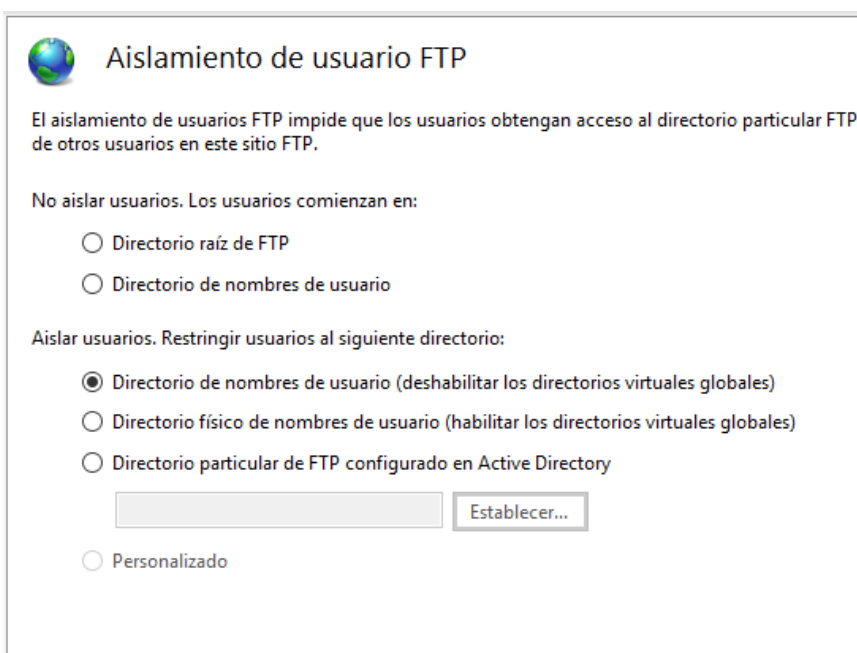 Aislamiento de usuario FTP
El aislamiento de usuarios FTP impide que los usuarios obtengan acceso al directorio particular FTP
de otros usuarios en este sitio FTP.
No aislar usuarios. Los usuarios comienzan en:
Directorio raíz de FTP
Directorio de nombres de usuario
Aislar usuarios. Restringir usuarios al siguiente directorio:
Directorio de nombres de usuario (deshabilitar los directorios virtuales globales)
Directorio físico de nombres de usuario (habilitar los directorios virtuales globales)
Directorio particular de FTP configurado en Active Directory
Establecer...
Personalizado